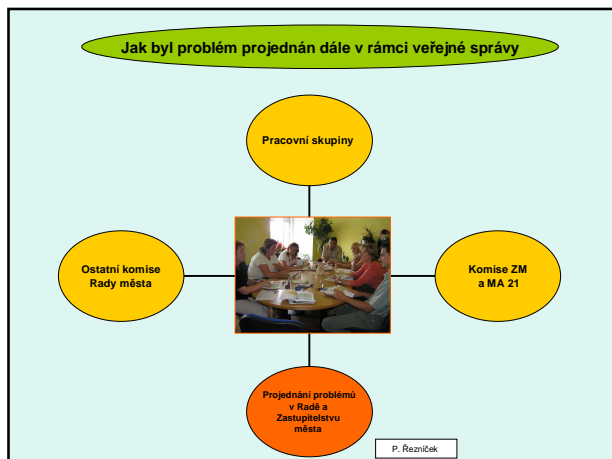 Jak byl problém projednán dále v rámci veřejné správy
Pracovní skupiny
Ostatní komise
Rady města
Komise ZM
a MA 21
Projednání problémů
v Radě a
Zastupitelstvu
města
P. Řezníček